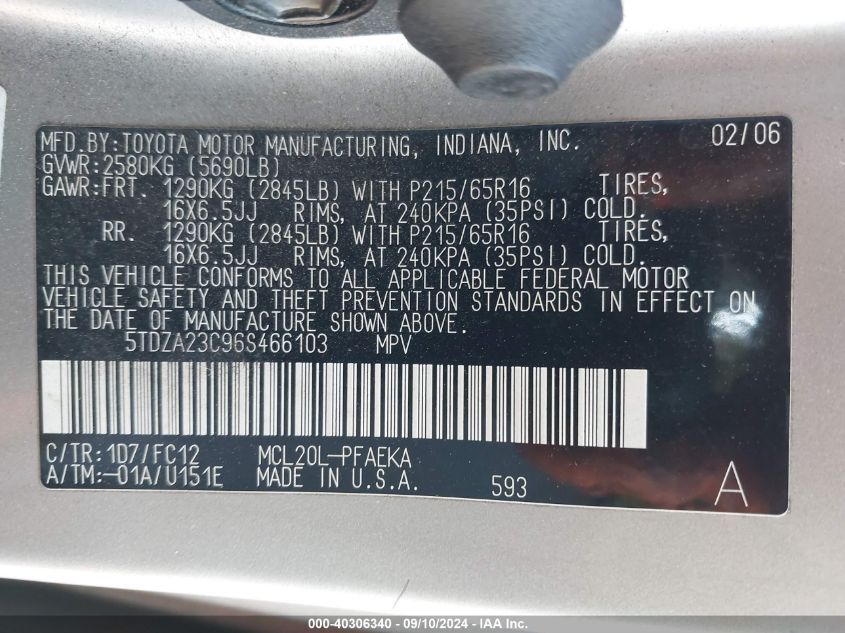 MFD.BY:TOYOTA MOTOR MANUFACTURING, INDIANA, INC. 02/06
GVWR:2580KG (5690LB)
GAWR:FRT. 1290KG (2845LB) WITH P215/65R16 TIRES,
16X6.5JJ RIMS, AT 240KPA (35PSI) COLD.
RR. 1290KG (2845LB) WITH P215/65R16 TIRES,
16X6.5JJ RIMS, AT 240KPA (35PSI) COLD.
THIS VEHICLE CONFORMS TO ALL APPLICABLE FEDERAL MOTOR
VEHICLE SAFETY AND THEFT PREVENTION STANDARDS IN EFFECT ON
THE DATE OF MANUFACTURE SHOWN ABOVE.
5TDZA23C96S466103 MPV
C/TR:1D7/FC12 MCL20L-PFAEKA
A/TM:-01A/U151E MADE IN U.S.A. 593 A
000-40306340 - 09/10/2024 - IAA Inc.